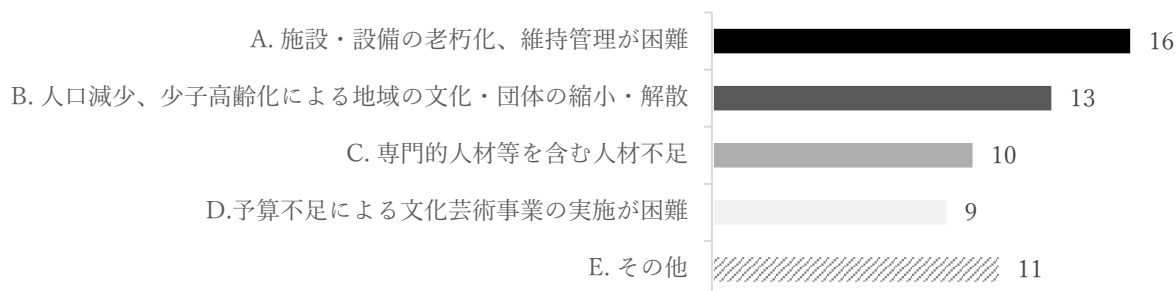 A. 施設・設備の老朽化、維持管理が困難 16
B. 人口減少、少子高齢化による地域の文化・団体の縮小・解散 13
C. 専門的人材等を含む人材不足 10
D.予算不足による文化芸術事業の実施が困難 9
E. その他 11